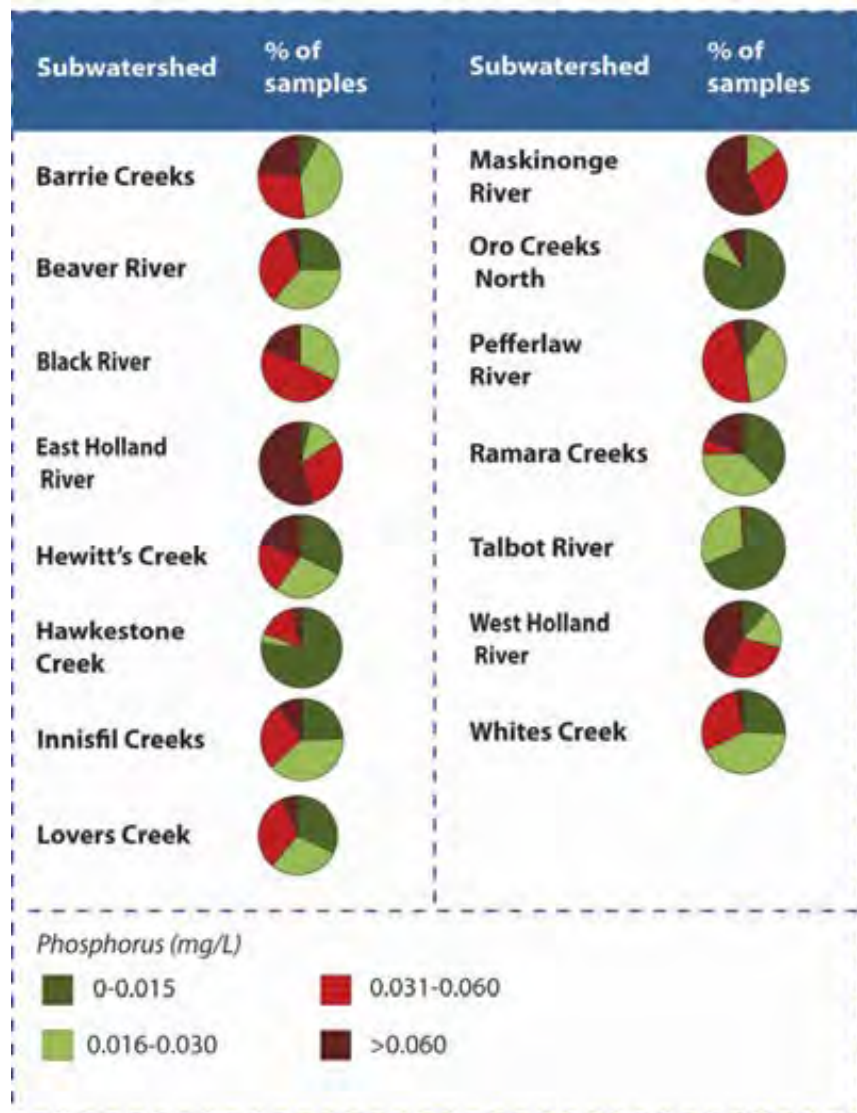 Subwatershed
% of
samples
Barrie Creeks
Beaver River
Black River
East Holland
River
Hewitt's Creek
Hawkestone
Creek
Innisfil Creeks
Lovers Creek
Subwatershed
% of
samples
Maskinonge
River
Oro Creeks
North
Pefferlaw
River
Ramara Creeks
Talbot River
West Holland
River
Whites Creek
Phosphorus (mg/L)
0-0.015
0.016-0.030
0.031-0.060
>0.060